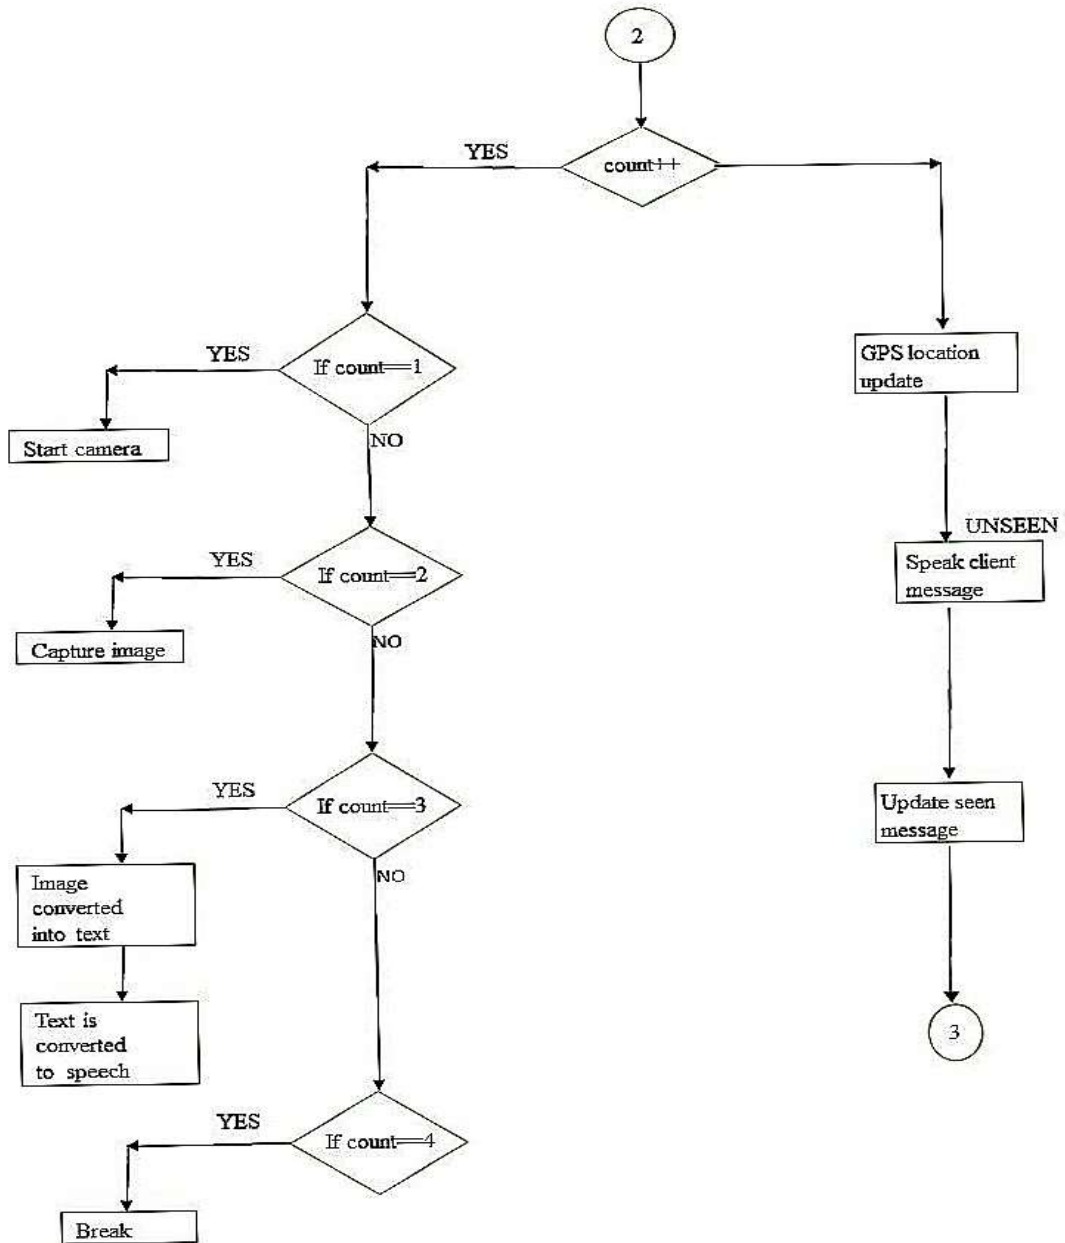 2
YES
count++
YES
If count==1
GPS location
update
Start camera
NO
UNSEEN
YES
If count==2
Speak client
message
Capture image
NO
YES
If count==3
Update seen
message
Image
converted
into text
NO
Text is
converted
to speech
3
YES
If count==4
Break